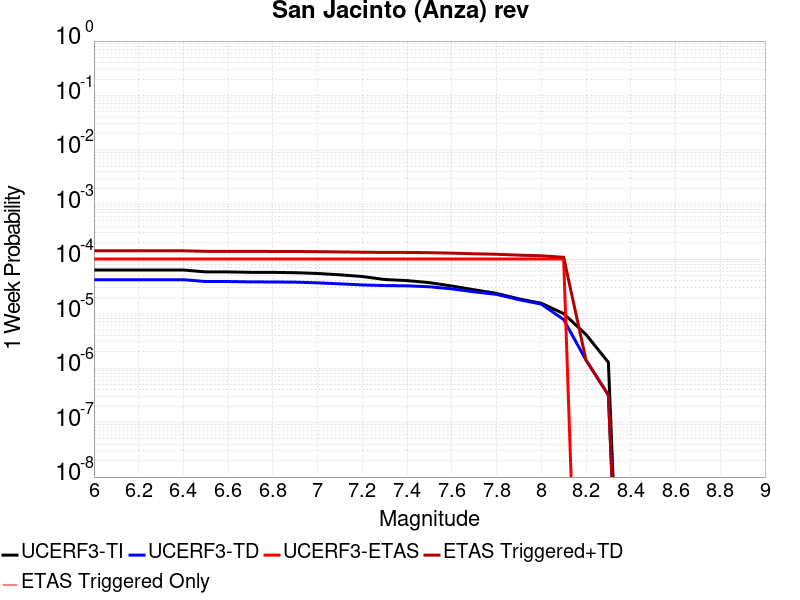 San Jacinto (Anza) rev
10^0
10^-1
10^-2
10^-3
10^-4
10^-5
10^-6
10^-7
10^-8
1 Week Probability
6 6.2 6.4 6.6 6.8 7 7.2 7.4 7.6 7.8 8 8.2 8.4 8.6 8.8 9
Magnitude
UCERF3-TI UCERF3-TD UCERF3-ETAS ETAS Triggered+TD
ETAS Triggered Only